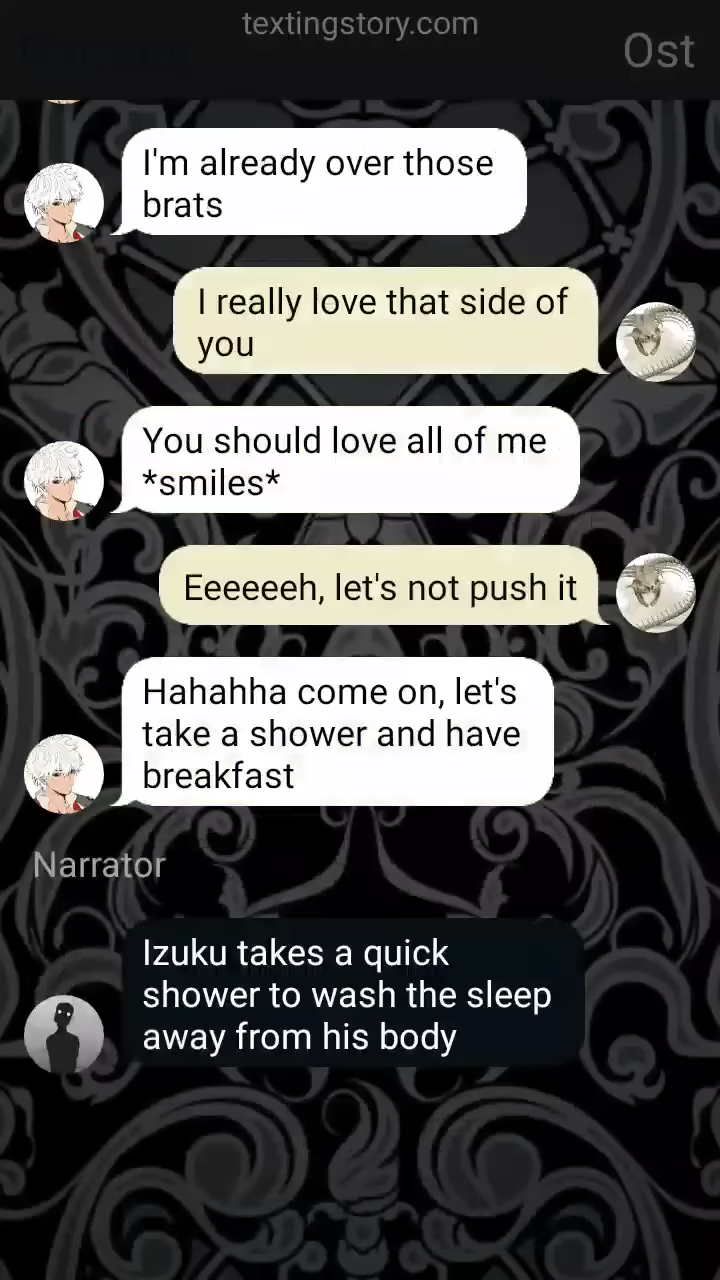 textingstory.com
Ost
I'm already over those
brats
I really love that side of
you
You should love all of me
*smiles*
Eeeeeeh, let's not push it
Hahahha come on, let's
take a shower and have
breakfast
Narrator
Izuku takes a quick
shower to wash the sleep
away from his body